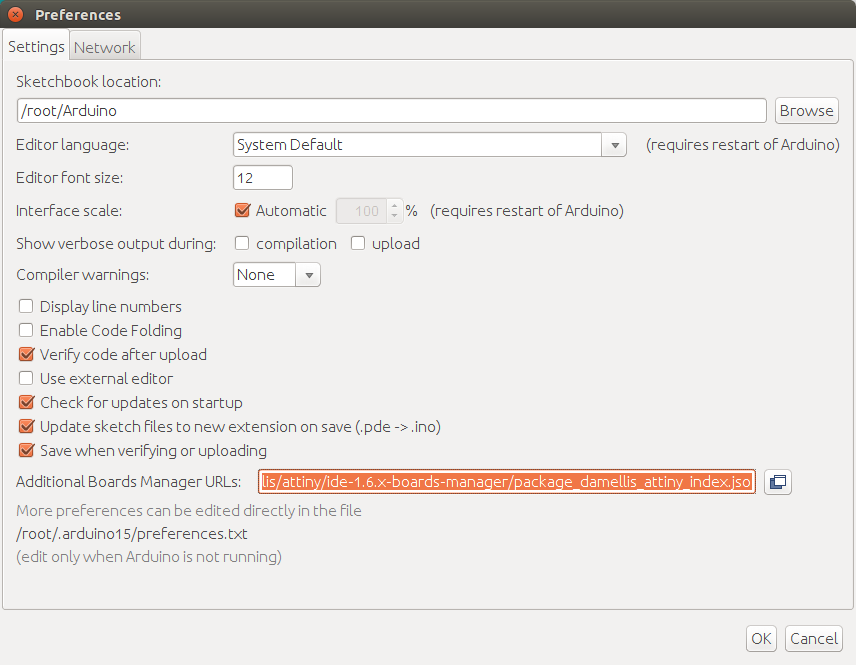 Preferences
Settings Network
Sketchbook location:
/root/Arduino Browse
Editor language: System Default (requires restart of Arduino)
Editor font size: 12
Interface scale: Automatic 100 % (requires restart of Arduino)
Show verbose output during: compilation upload
Compiler warnings: None
Display line numbers
Enable Code Folding
Verify code after upload
Use external editor
Check for updates on startup
Update sketch files to new extension on save (.pde -> .ino)
Save when verifying or uploading
Additional Boards Manager URLs: lis/attiny/ide-1.6.x-boards-manager/package_damellis_attiny_index.jso
More preferences can be edited directly in the file
/root/.arduino15/preferences.txt
(edit only when Arduino is not running)
OK Cancel